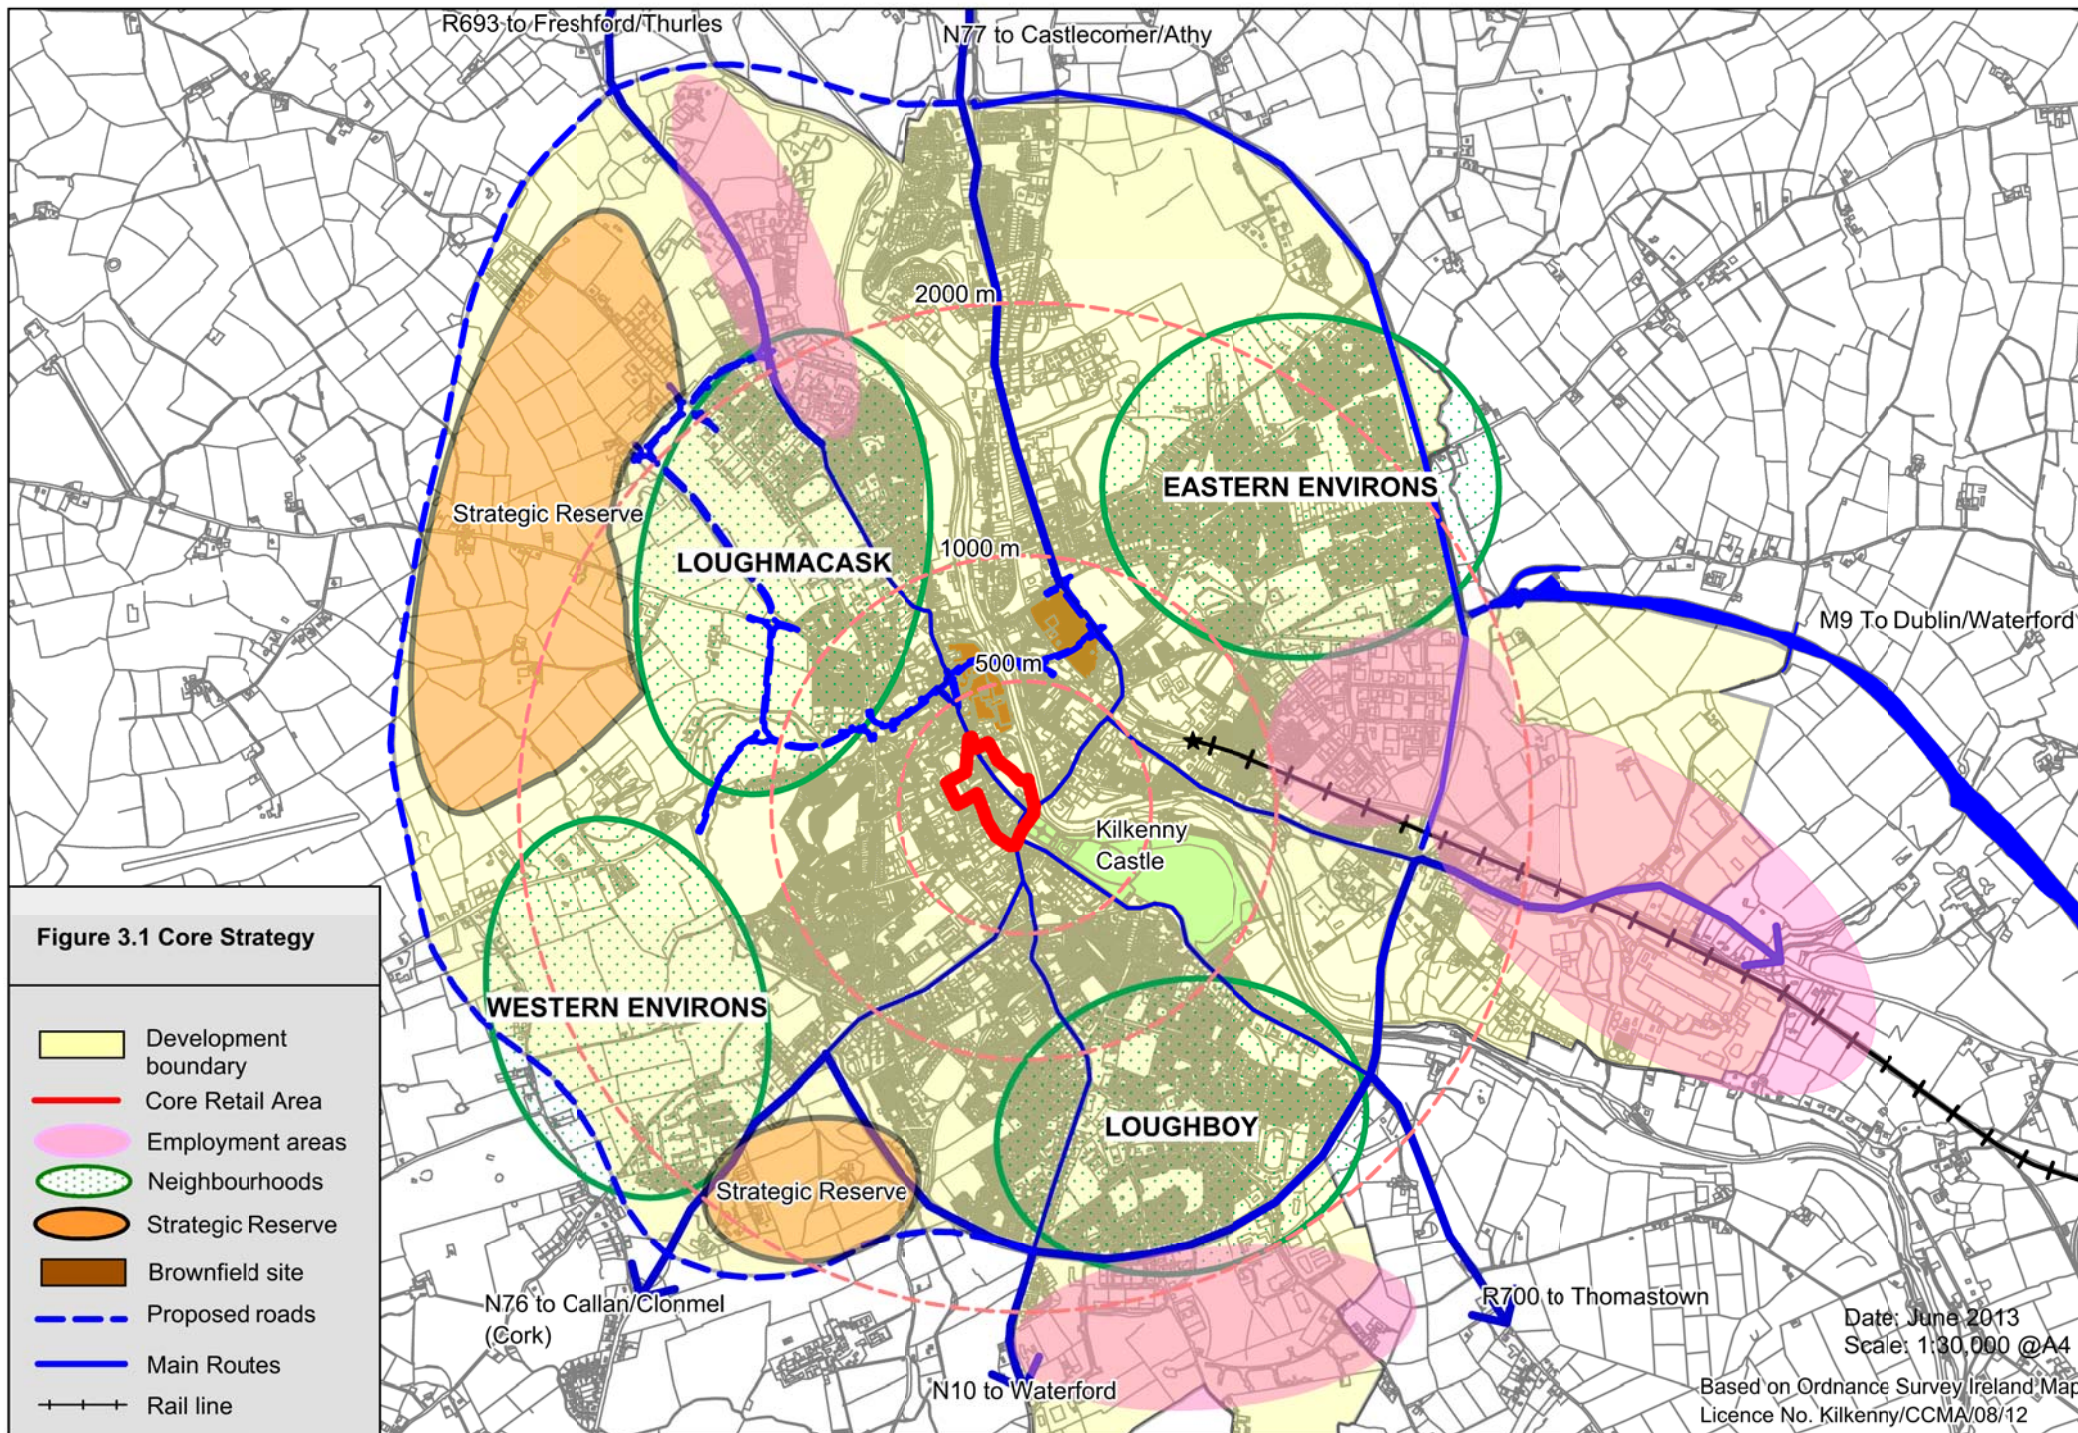 R693 to Freshford/Thurles
N77 to Castlecomer/Athy
2000 m
EASTERN ENVIRONS
Strategic Reserve
1000 m
LOUGHMACASK
M9 To Dublin/Waterford
500 m
Kilkenny
Castle
WESTERN ENVIRONS
LOUGHBOY
Strategic Reserve
N76 to Callan/Clonmel
(Cork)
R700 to Thomastown
N10 to Waterford
Figure 3.1 Core Strategy
Development
boundary
Core Retail Area
Employment areas
Neighbourhoods
Strategic Reserve
Brownfield site
Proposed roads
Main Routes
Rail line
Date: June 2013
Scale: 1:30,000 @A4
Based on Ordnance Survey Ireland Map
Licence No. Kilkenny/CCMA/08/12